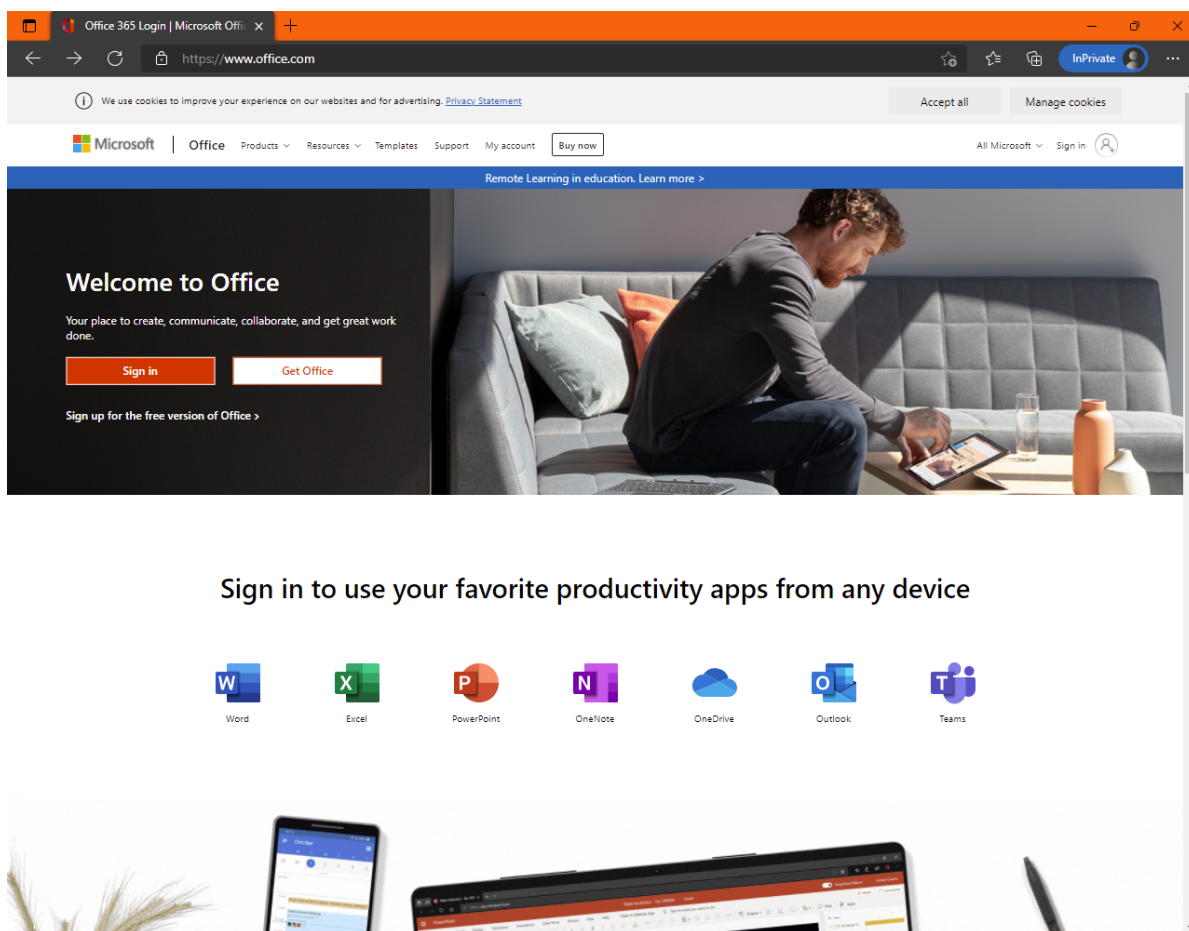 Office 365 Login | Microsoft Offic
https://www.office.com
InPrivate
We use cookies to improve your experience on our websites and for advertising. Privacy Statement
Accept all
Manage cookies
Microsoft
Office
Products
Resources
Templates
Support
My account
Buy now
All Microsoft
Sign in
Remote Learning in education. Learn more >
Welcome to Office
Your place to create, communicate, collaborate, and get great work
done.
Sign in
Get Office
Sign up for the free version of Office >
Sign in to use your favorite productivity apps from any device
W
X
P
N
O
T
Word
Excel
PowerPoint
OneNote
OneDrive
Outlook
Teams
October
PowerPoint